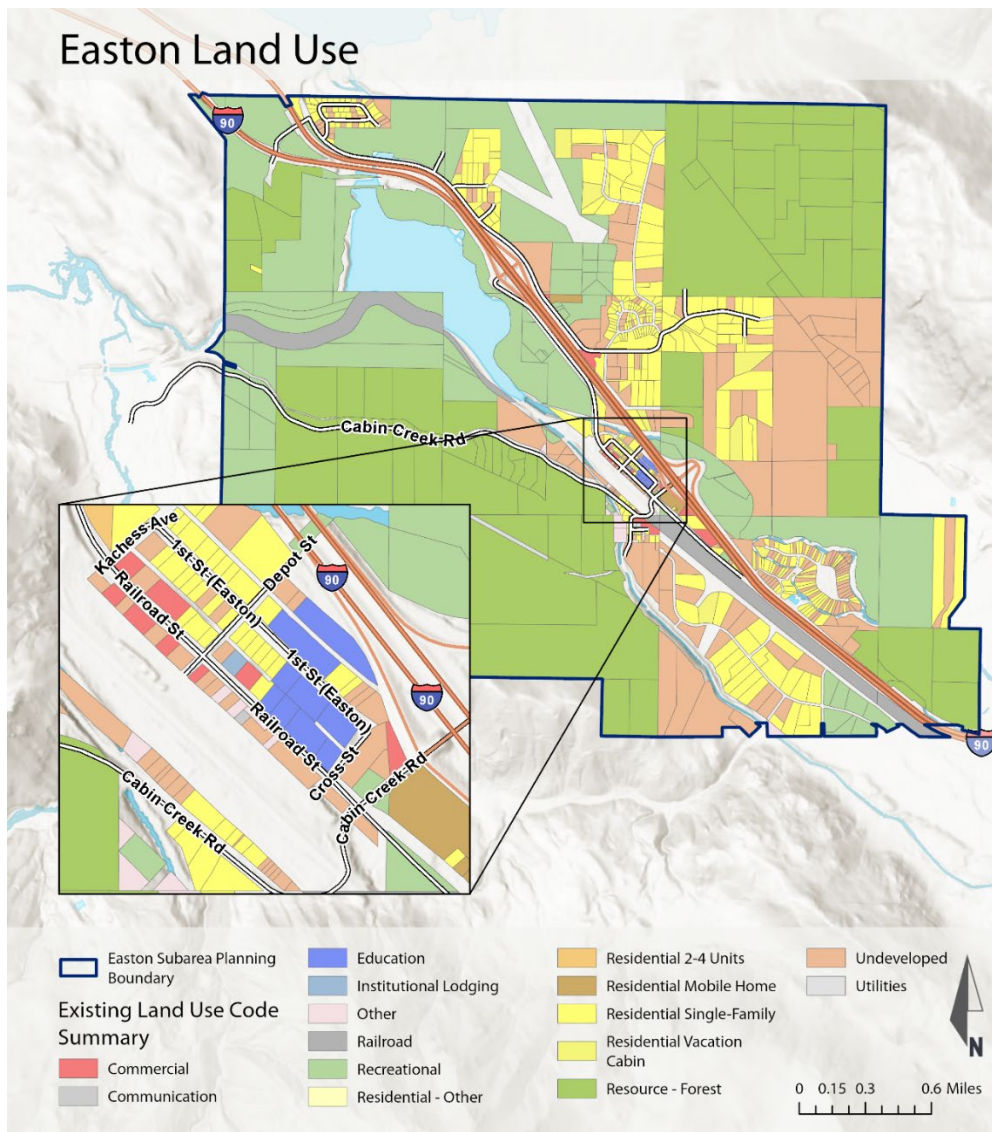 Easton Land Use
90
Cabin-Creek Rd
Kachess-Ave
1st-St-(Easton)
Depot St
90
Railroad-St
1st-St-(Easton)
90
Railroad-St
Cross-St
Cabin-Creek-Rd
Cabin-Creek-Rd
90
Easton Subarea Planning
Boundary
Existing Land Use Code
Summary
Commercial
Communication
Education
Institutional Lodging
Other
Railroad
Recreational
Residential - Other
Residential 2-4 Units
Residential Mobile Home
Residential Single-Family
Residential Vacation
Cabin
Resource - Forest
Undeveloped
Utilities
N
0 0.15 0.3 0.6 Miles